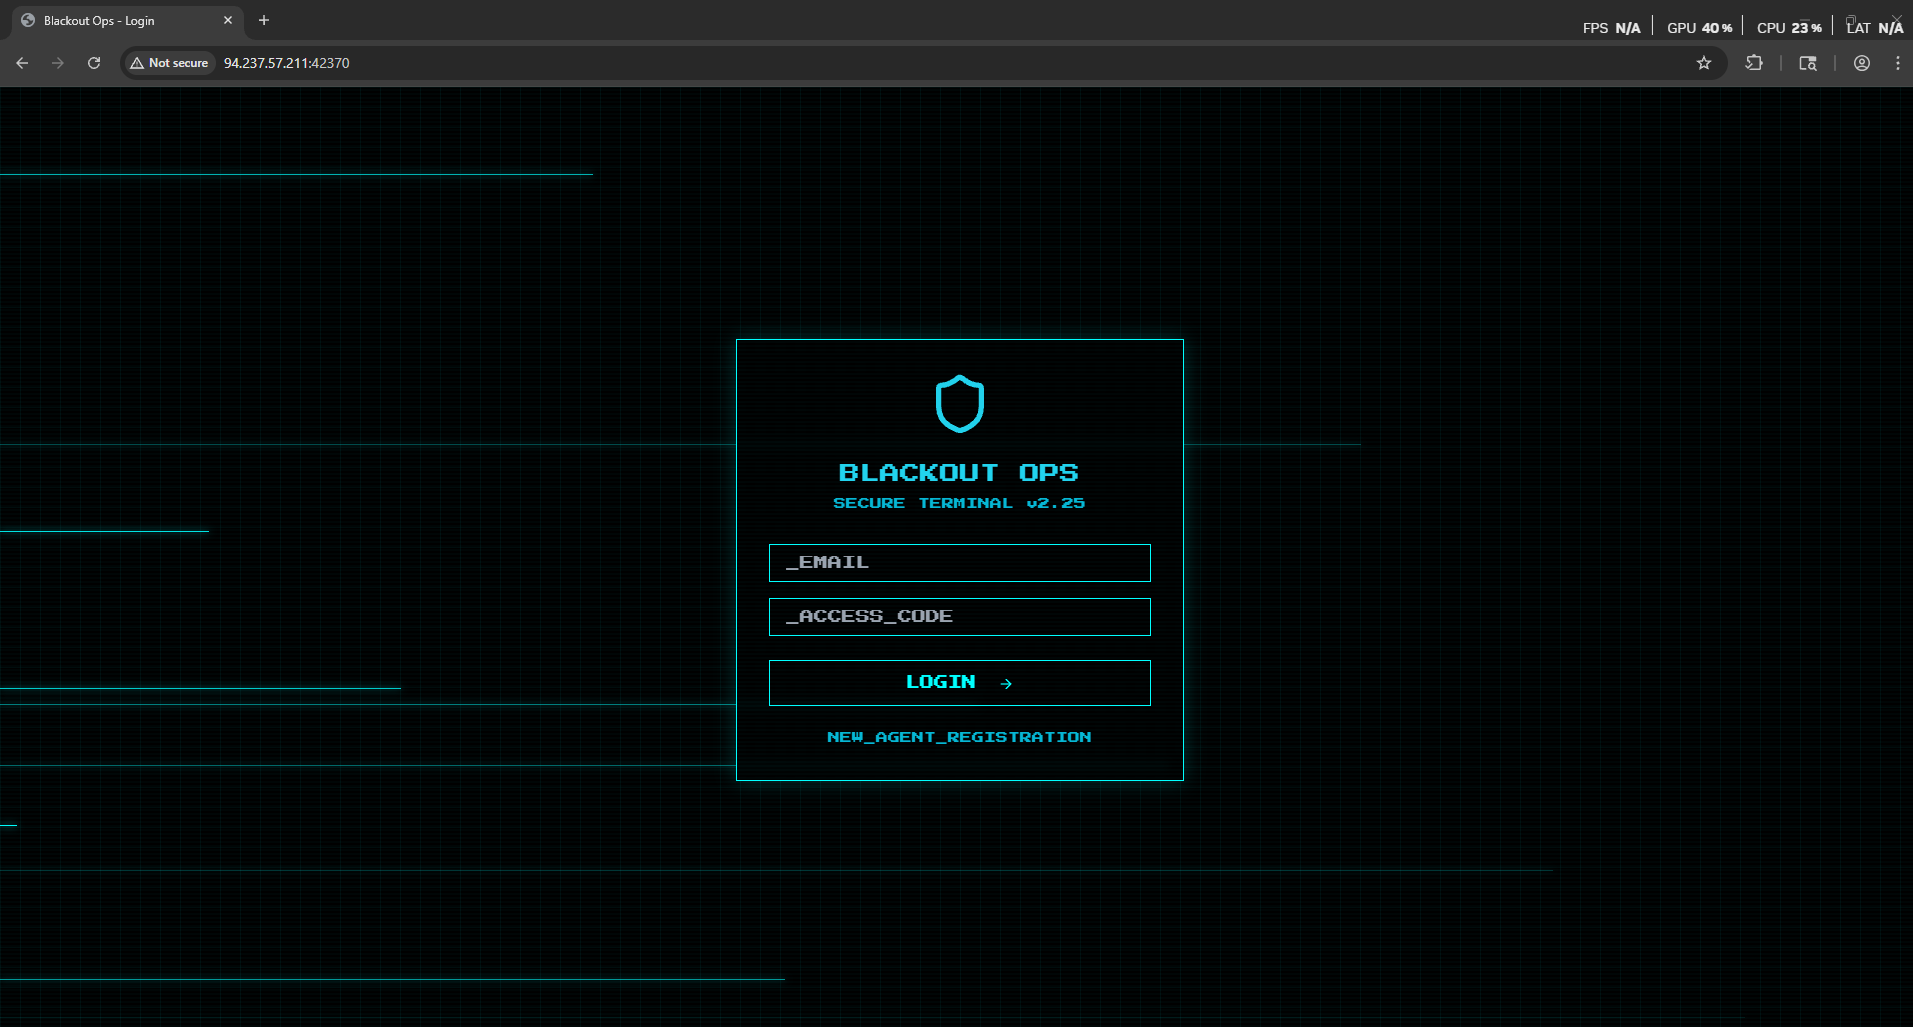 Blackout Ops - Login
FPS N/A GPU 40 % CPU 23 % LAT N/A
Not secure 94.237.57.211:42370
BLACKOUT OPS
SECURE TERMINAL v2.25
_EMAIL
_ACCESS_CODE
LOGIN →
NEW_AGENT_REGISTRATION